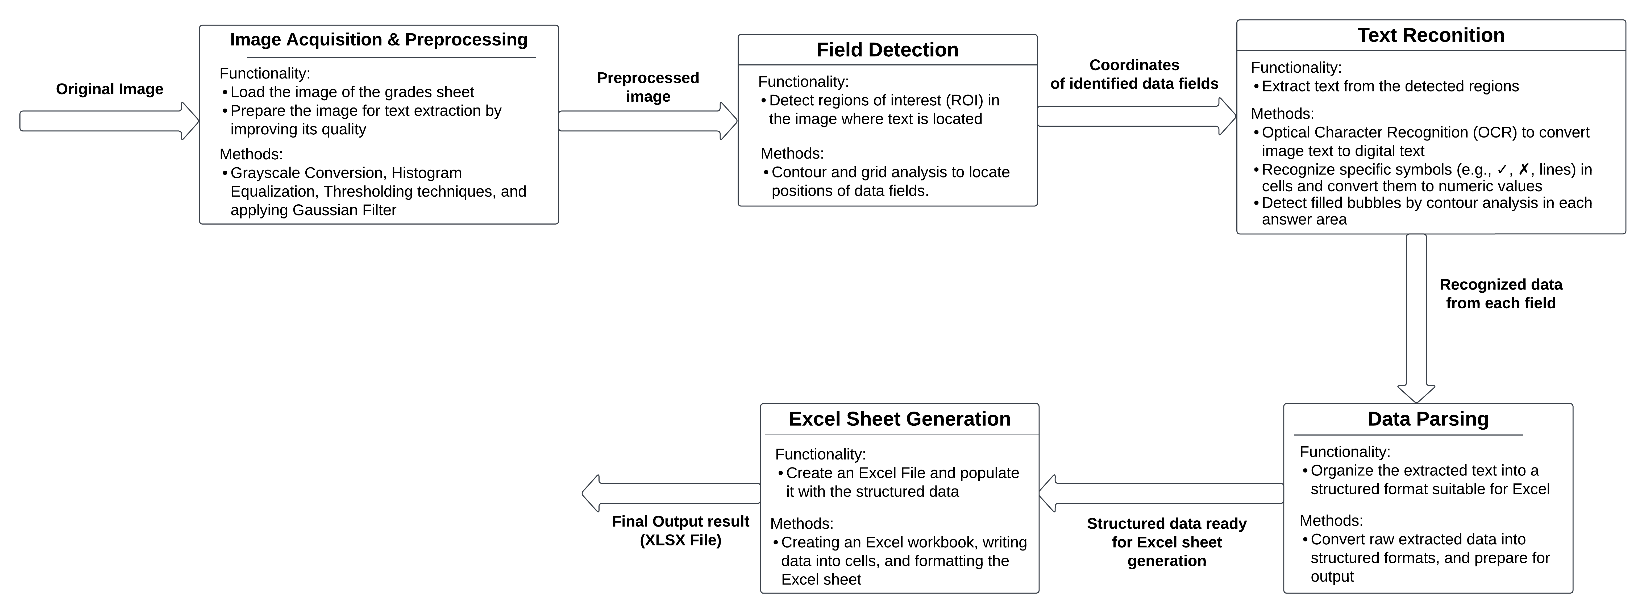 Original Image
Image Acquisition & Preprocessing
Functionality:
• Load the image of the grades sheet
• Prepare the image for text extraction by
improving its quality
Methods:
• Grayscale Conversion, Histogram
Equalization, Thresholding techniques, and
applying Gaussian Filter
Preprocessed
image
Field Detection
Functionality:
• Detect regions of interest (ROI) in
the image where text is located
Methods:
• Contour and grid analysis to locate
positions of data fields.
Coordinates
of identified data fields
Text Reconition
Functionality:
• Extract text from the detected regions
Methods:
• Optical Character Recognition (OCR) to convert
image text to digital text
• Recognize specific symbols (e.g., ✓, ✗, lines) in
cells and convert them to numeric values
• Detect filled bubbles by contour analysis in each
answer area
Recognized data
from each field
Data Parsing
Functionality:
• Organize the extracted text into a
structured format suitable for Excel
Methods:
• Convert raw extracted data into
structured formats, and prepare for
output
Structured data ready
for Excel sheet
generation
Excel Sheet Generation
Functionality:
• Create an Excel File and populate
it with the structured data
Methods:
• Creating an Excel workbook, writing
data into cells, and formatting the
Excel sheet
Final Output result
(XLSX File)